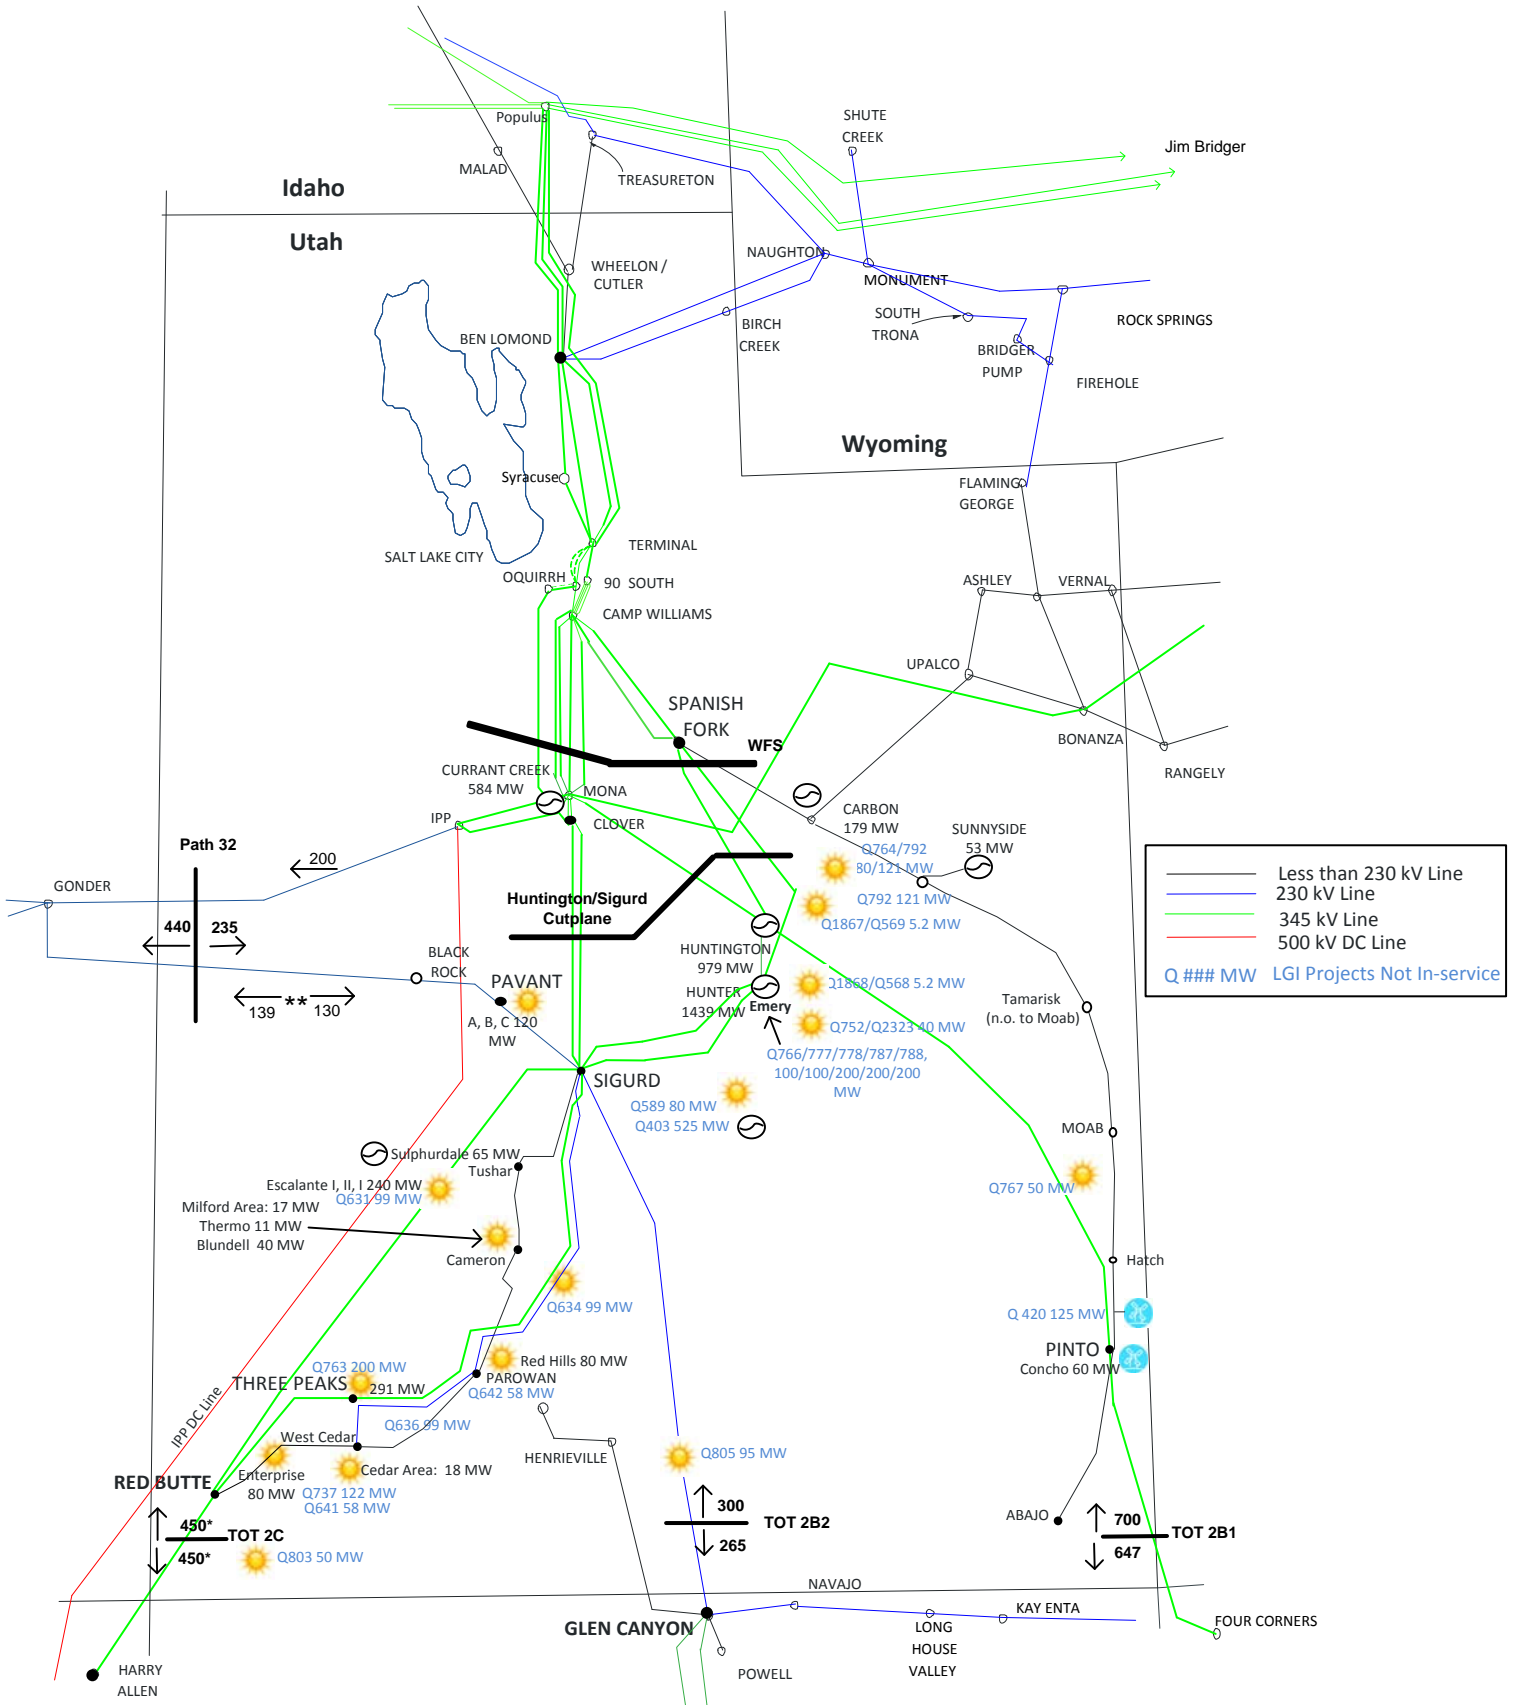 Populus
SHUTE
CREEK
Jim Bridger
MALAD
TREASURETON
Idaho
Utah
NAUGHTON
WHEELON /
CUTLER
MONUMENT
BIRCH
CREEK
SOUTH
TRONA
ROCK SPRINGS
BEN LOMOND
BRIDGER
PUMP
FIREHOLE
Wyoming
Syracuse
FLAMING
GEORGE
SALT LAKE CITY
TERMINAL
OQUIRRH
90 SOUTH
ASHLEY
VERNAL
CAMP WILLIAMS
UPALCO
SPANISH
FORK
BONANZA
WFS
RANGELY
CURRANT CREEK
584 MW
MONA
CLOVER
IPP
CARBON
179 MW
SUNNYSIDE
53 MW
Path 32
200
GONDER
Q764/792
80/121 MW
Q792 121 MW
Huntington/Sigurd
Cutplane
Q1867/Q569 5.2 MW
440
235
Less than 230 kV Line
230 kV Line
345 kV Line
500 kV DC Line
Q ### MW
LGI Projects Not In-service
BLACK
ROCK
HUNTINGTON
979 MW
PAVANT
A, B, C 120
MW
HUNTER
1439 MW
Emery
Q1868/Q568 5.2 MW
139
**
130
Tamarisk
(n.o. to Moab)
Q752/Q2323 40 MW
Q766/777/778/787/788,
100/100/200/200/200
MW
SIGURD
Q589 80 MW
Q403 525 MW
MOAB
Sulphurdale 65 MW
Tushar
Escalante I, II, I 240 MW
Q631 99 MW
Q767 50 MW
Milford Area: 17 MW
Thermo 11 MW
Blundell 40 MW
Cameron
Hatch
Q634 99 MW
Q 420 125 MW
PINTO
Concho 60 MW
Red Hills 80 MW
PAROWAN
Q642 58 MW
Q763 200 MW
THREE PEAKS
291 MW
IPP DC Line
Q636 99 MW
West Cedar
HENRIEVILLE
Q805 95 MW
Cedar Area: 18 MW
Enterprise
80 MW
RED BUTTE
Q737 122 MW
Q641 58 MW
300
TOT 2B2
265
ABAJO
700
TOT 2B1
647
450*
TOT 2C
450*
Q803 50 MW
NAVAJO
GLEN CANYON
KAY ENTA
LONG
HOUSE
VALLEY
FOUR CORNERS
POWELL
HARRY
ALLEN